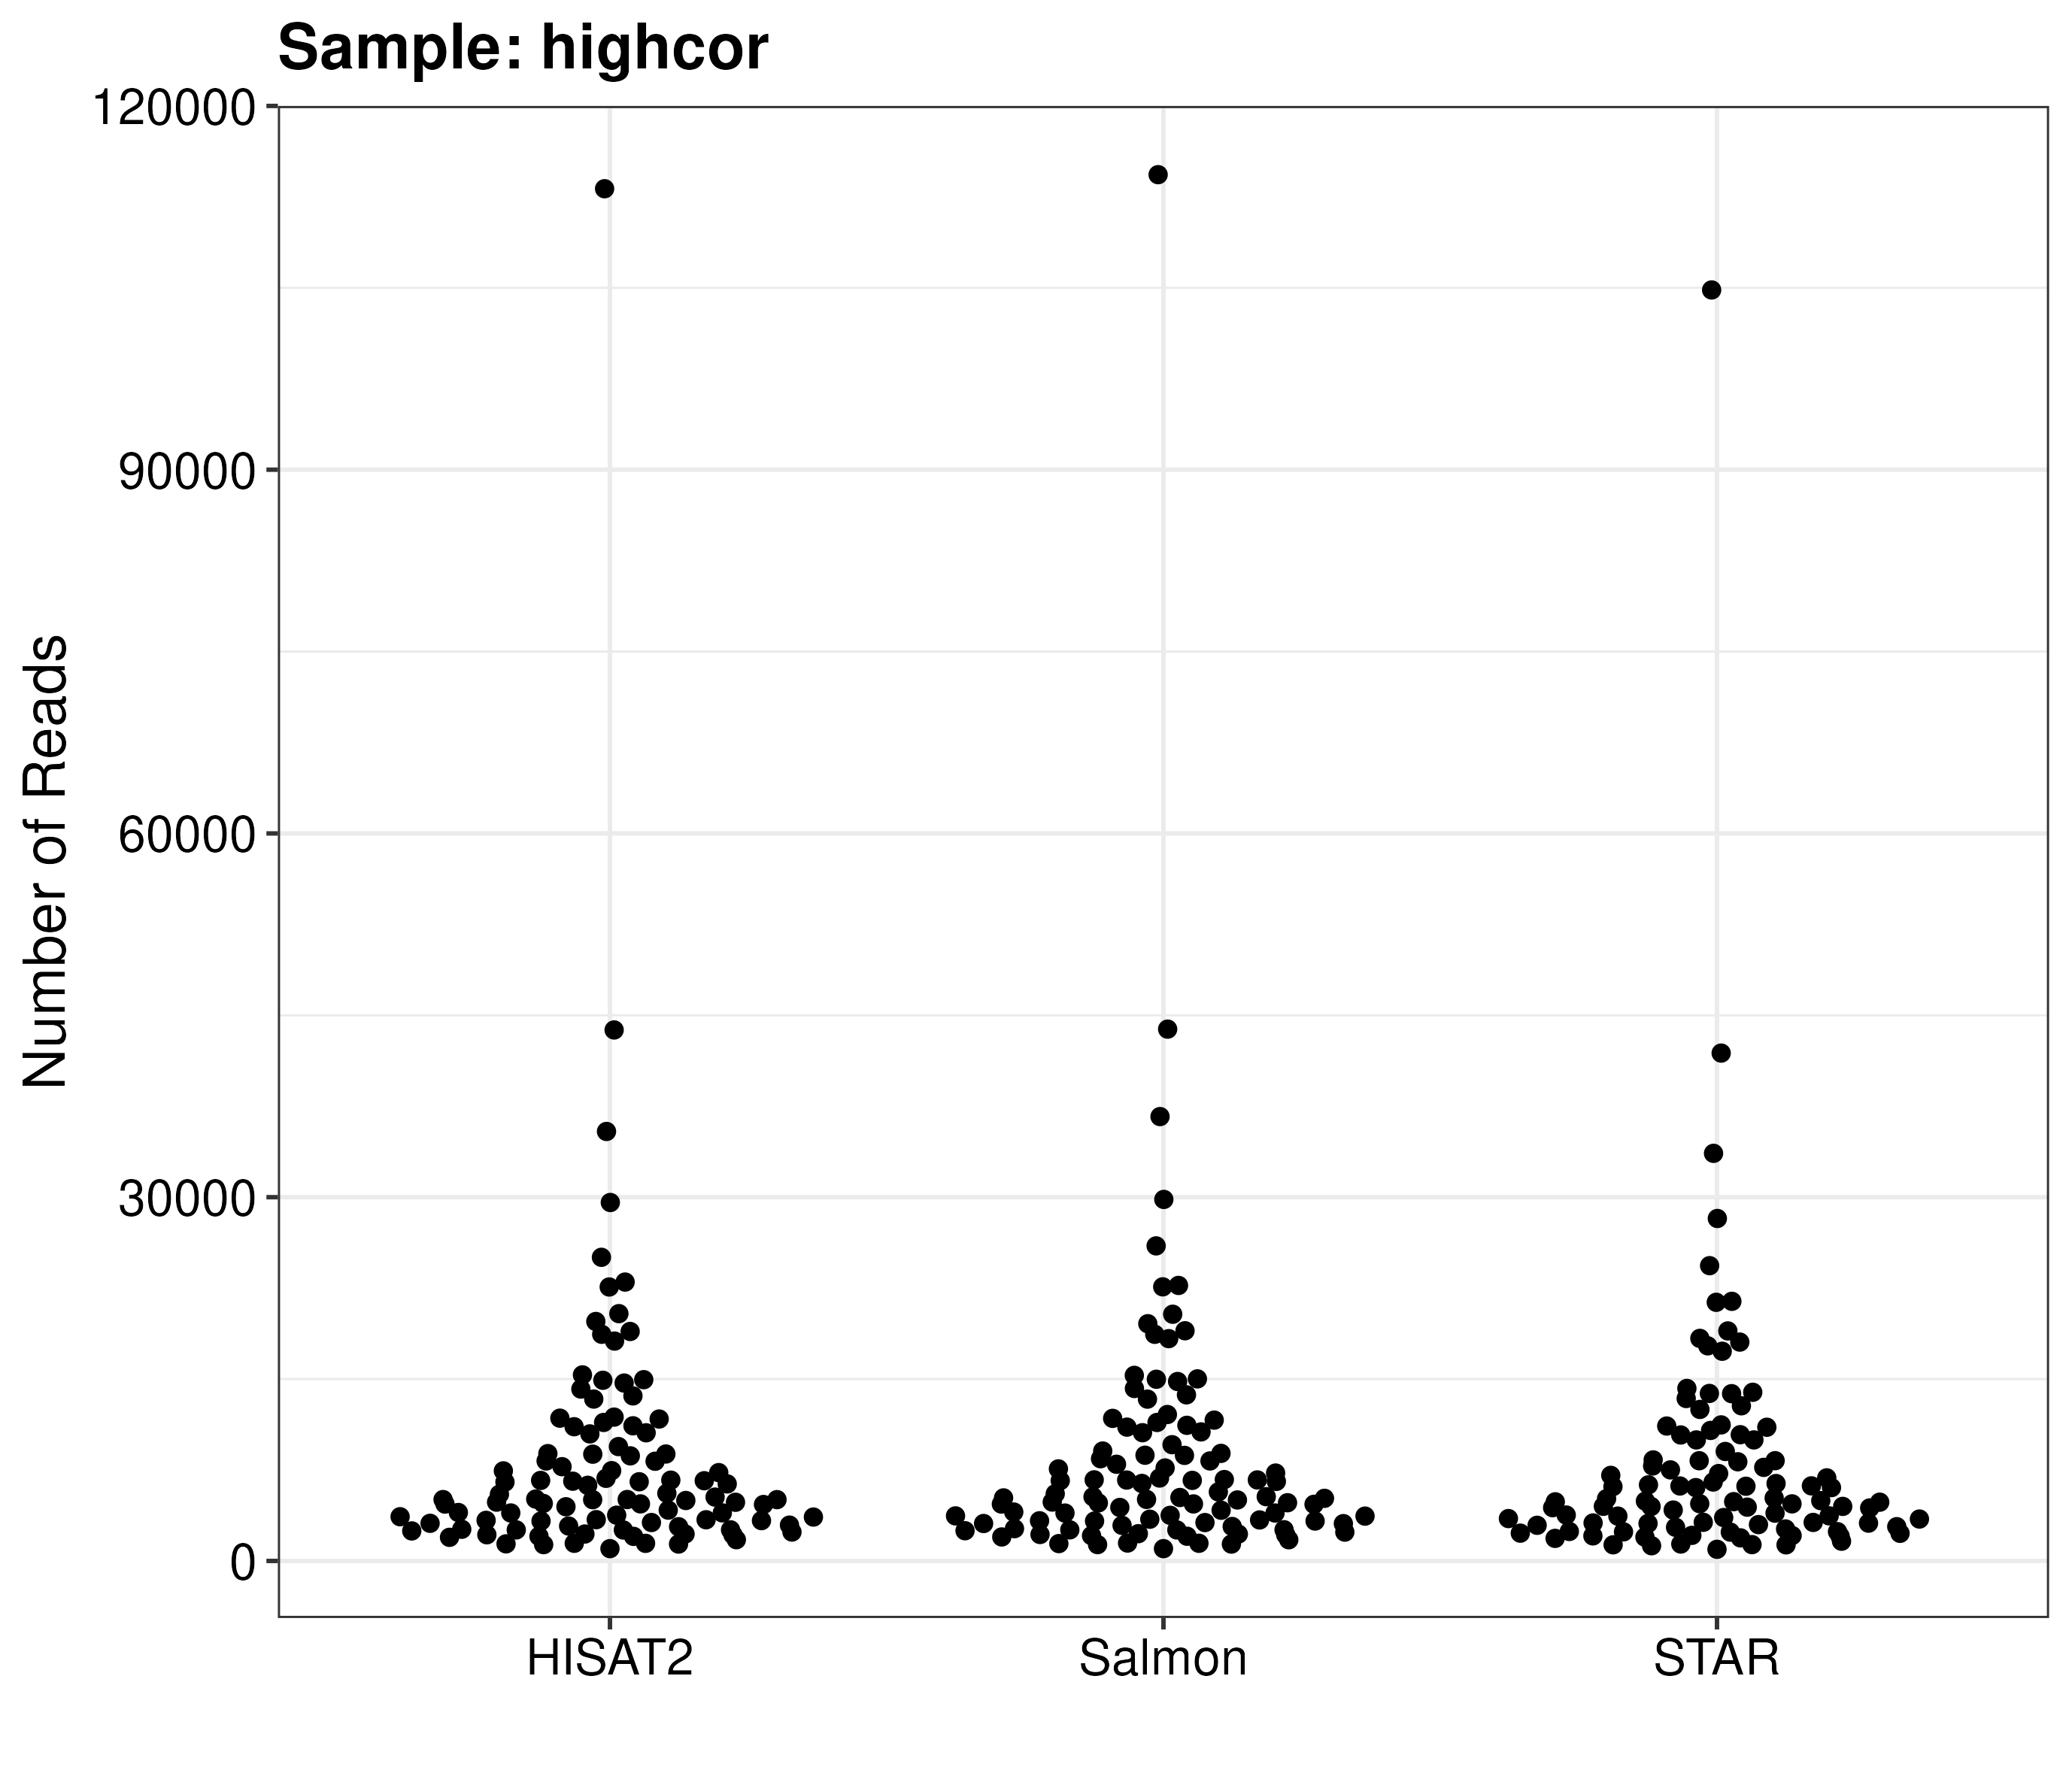 Sample: highcor
120000
90000
60000
30000
0
Number of Reads
HISAT2
Salmon
STAR